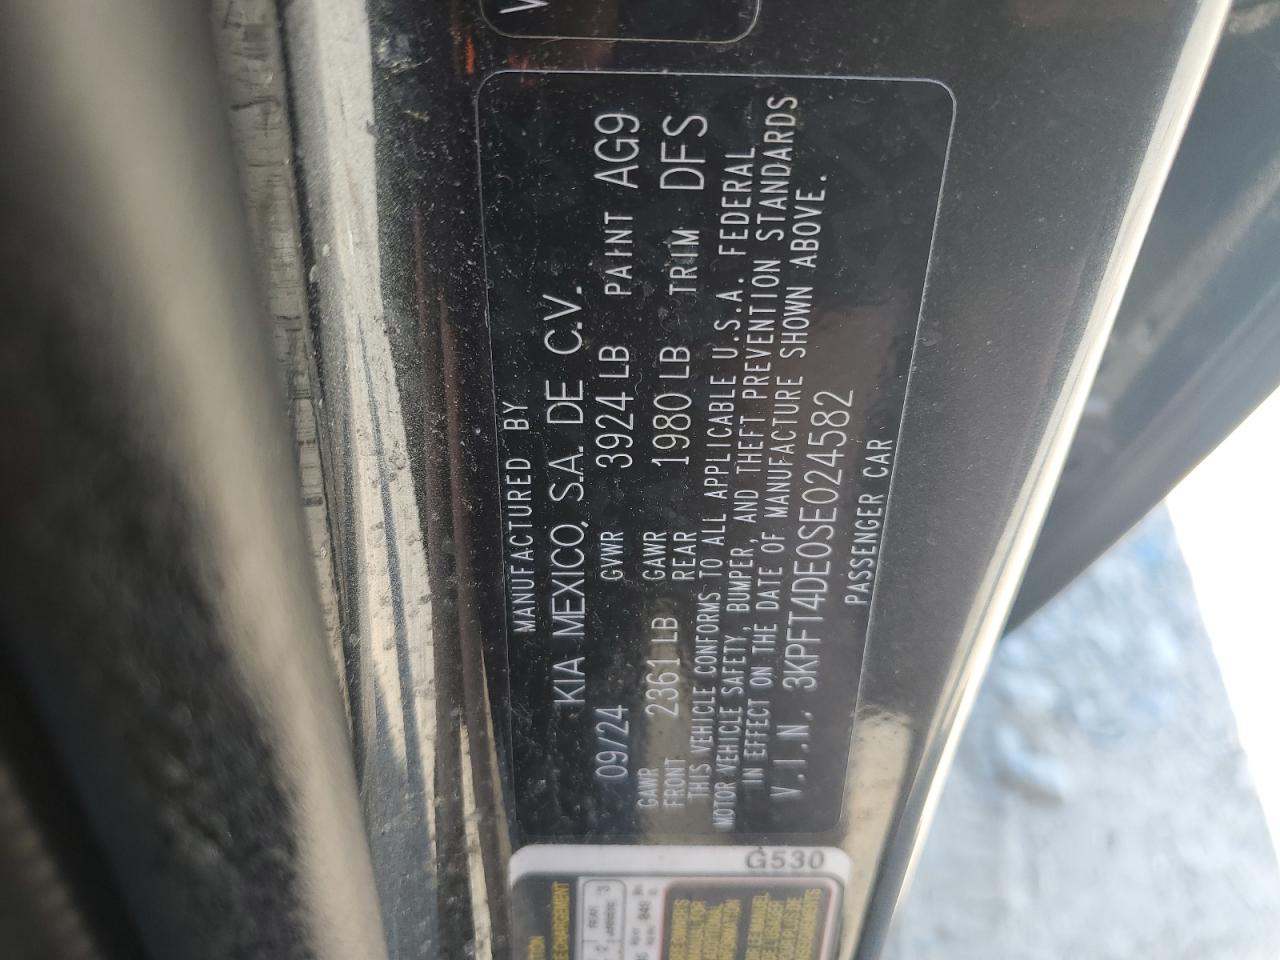 MANUFACTURED BY
KIA MEXICO, S.A. DE C.V.
09/24 GVWR 3924 LB PAINT AG9
GAWR FRONT 2361 LB GAWR REAR 1980 LB TRIM DFS
THIS VEHICLE CONFORMS TO ALL APPLICABLE U.S.A. FEDERAL
MOTOR VEHICLE SAFETY, BUMPER, AND THEFT PREVENTION STANDARDS
IN EFFECT ON THE DATE OF MANUFACTURE SHOWN ABOVE.
V.I.N. 3KPFT4DE0SE024582
PASSENGER CAR
G530